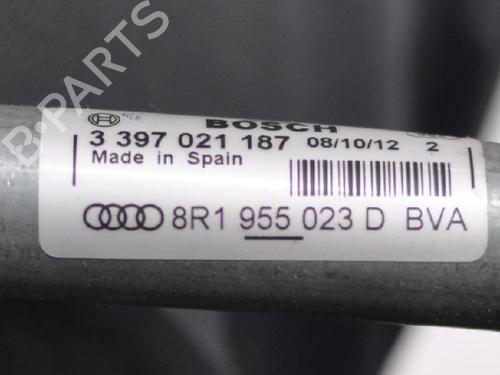 BOSCH
3 397 021 187 08/10/12 2
Made in Spain
8R1 955 023 D BVA
B-PARTS